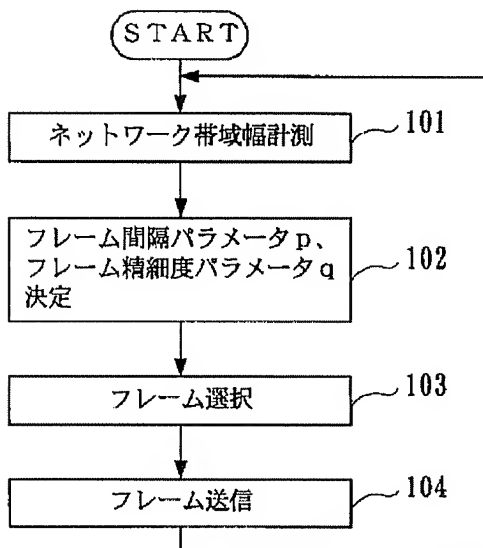 START
ネットワーク帯域幅計測
101
フレーム間隔パラメータp、
フレーム精細度パラメータq
決定
102
フレーム選択
103
フレーム送信
104